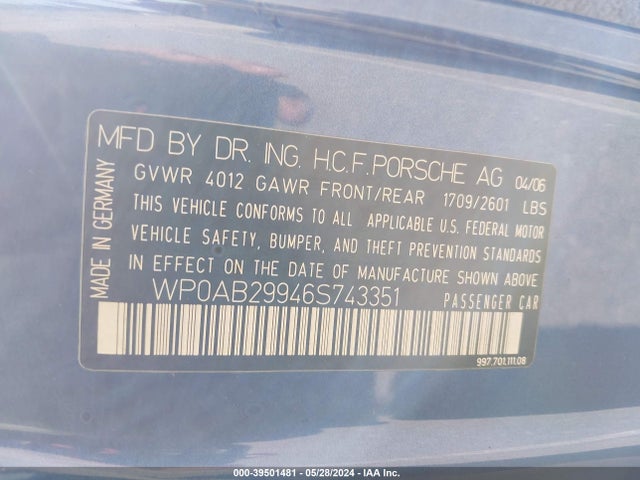 MFD BY DR. ING. H.C.F. PORSCHE AG 04/06
GVWR 4012 GAWR FRONT/REAR 1709/2601 LBS
THIS VEHICLE CONFORMS TO ALL APPLICABLE U.S. FEDERAL MOTOR
VEHICLE SAFETY, BUMPER, AND THEFT PREVENTION STANDARDS
IN EFFECT ON THE DATE OF MANUFACTURE SHOWN ABOVE
WP0AB29946S743351 PASSENGER CAR
997.701.111.08
MADE IN GERMANY
000-39501481 - 05/28/2024 - IAA Inc.